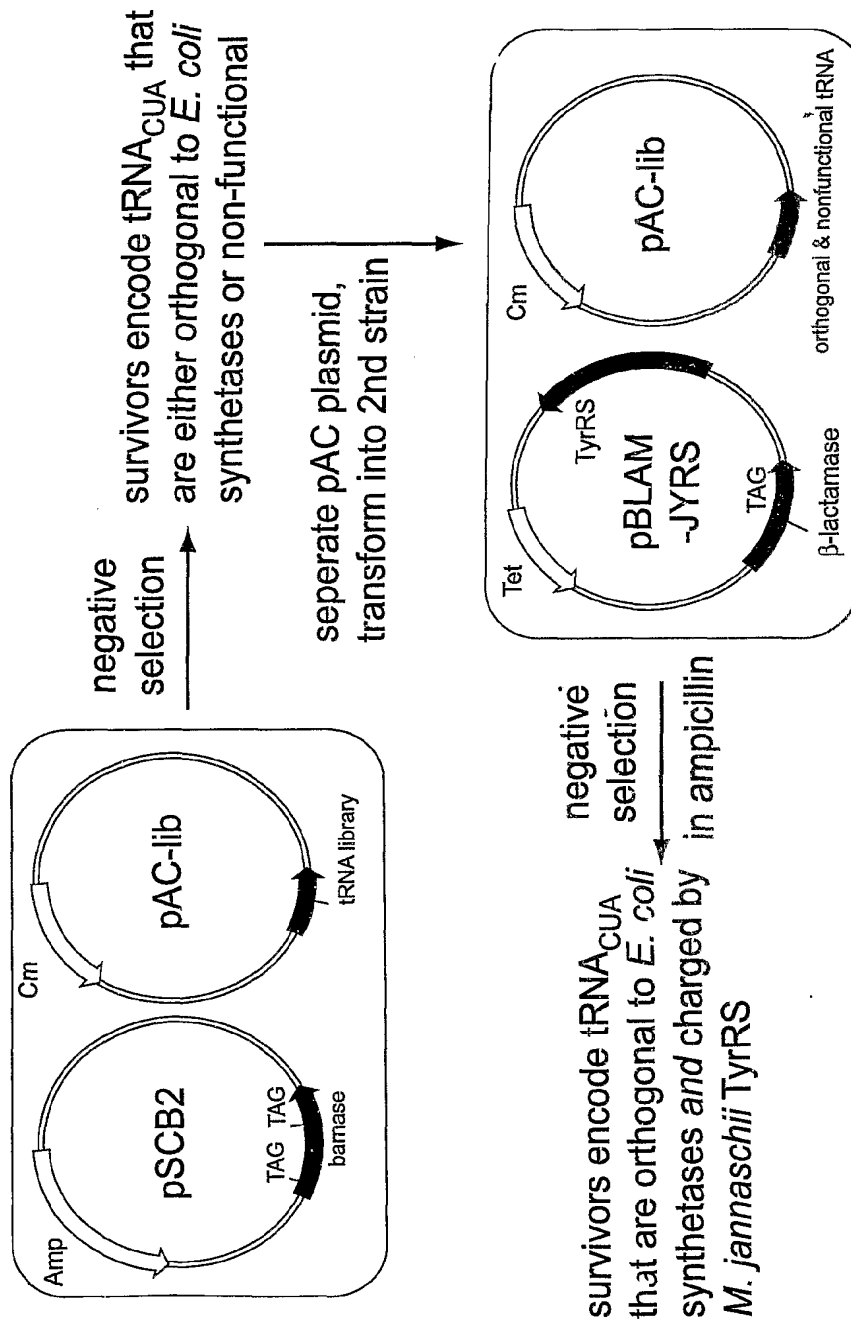 Amp
pSCB2
TAG TAG
barnase
Cm
pAC-lib
tRNA library
negative
selection
survivors encode tRNACUA that
are either orthogonal to E. coli
synthetases or non-functional
seperate pAC plasmid,
transform into 2nd strain
Tet
TyrRS
pBLAM
-JYRS
TAG
β-lactamase
Cm
pAC-lib
orthogonal & nonfunctional tRNA
negative
selection
in ampicillin
survivors encode tRNACUA
that are orthogonal to E. coli
synthetases and charged by
M. jannaschii TyrRS